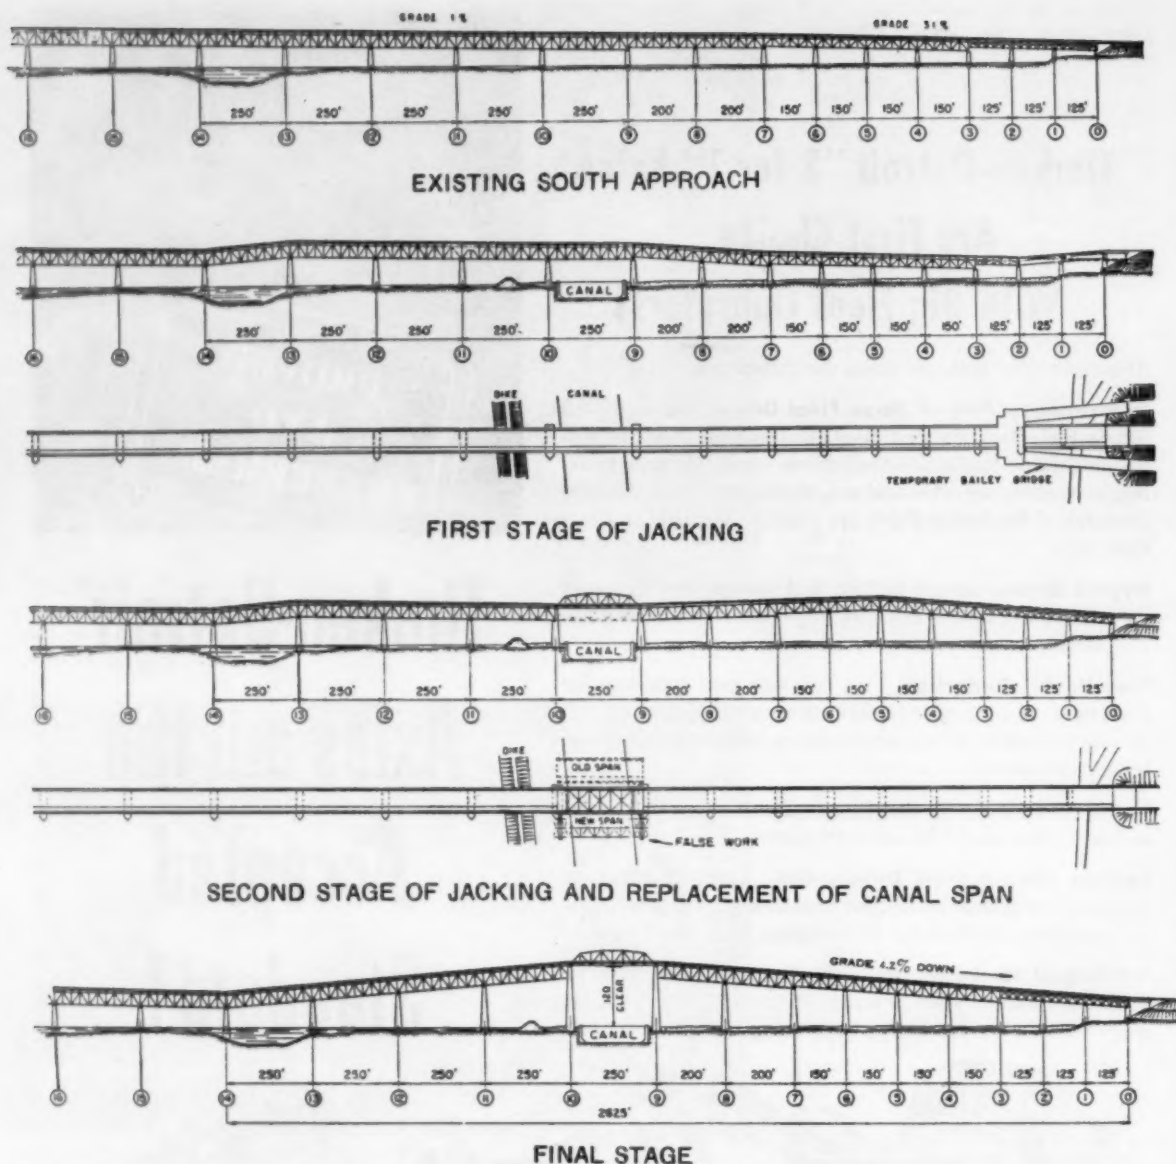 GRADE 1 %
GRADE 3.1 %
250' 250' 250' 250' 250' 200' 200' 150' 150' 150' 150' 125' 125' 125'
16 15 14 13 12 11 10 9 8 7 6 5 4 3 2 1 0
EXISTING SOUTH APPROACH
CANAL
250' 250' 250' 250' 250' 200' 200' 150' 150' 150' 150' 125' 125' 125'
16 15 14 13 12 11 10 9 8 7 6 5 4 3 2 1 0
DIKE
CANAL
TEMPORARY BAILEY BRIDGE
FIRST STAGE OF JACKING
CANAL
250' 250' 250' 250' 250' 200' 200' 150' 150' 150' 150' 125' 125' 125'
16 15 14 13 12 11 10 9 8 7 6 5 4 3 2 1 0
DIKE
OLD SPAN
NEW SPAN
FALSE WORK
SECOND STAGE OF JACKING AND REPLACEMENT OF CANAL SPAN
GRADE 4.2% DOWN
120 CLEAR
CANAL
250' 250' 250' 250' 250' 200' 200' 150' 150' 150' 150' 125' 125' 125'
16 15 14 13 12 11 10 9 8 7 6 5 4 3 2 1 0
2625'
FINAL STAGE